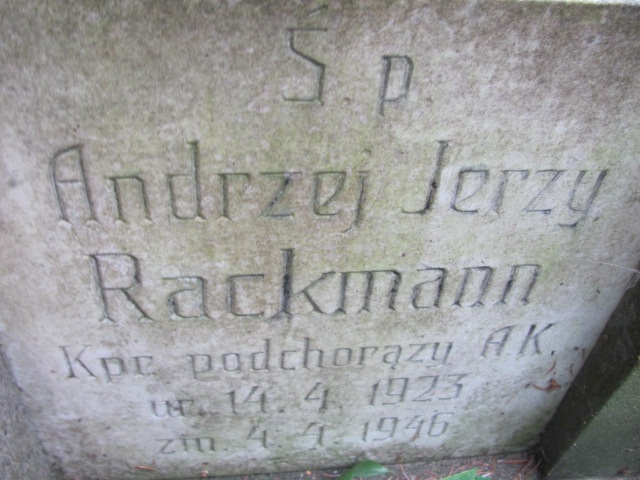 Ś. p.
Andrzej Jerzy
Rackmann
Kpr. podchorąży A.K.
ur. 14. 4. 1923
zm. 4. 4. 1946